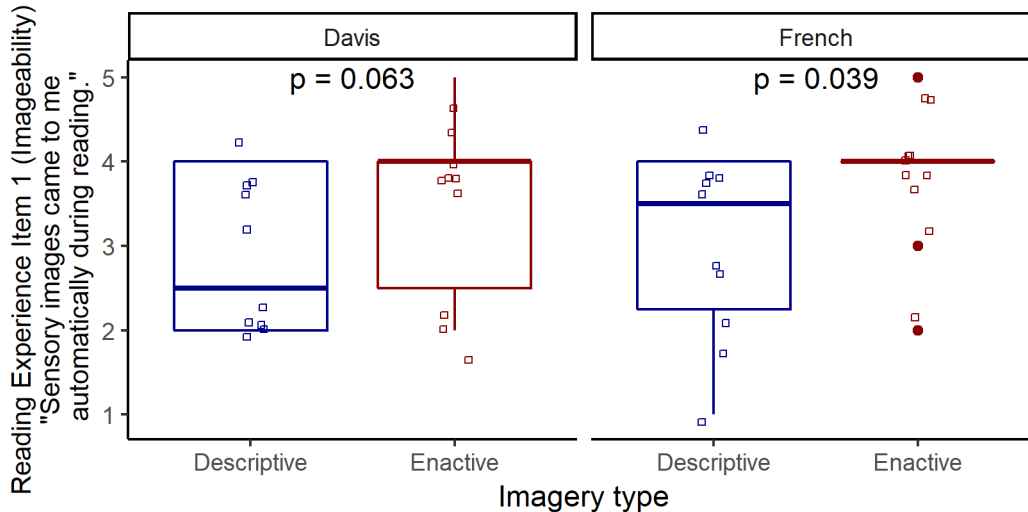 Davis
French
p = 0.063
p = 0.039
Reading Experience Item 1 (Imageability)
"Sensory images came to me
automatically during reading."
5
4
3
2
1
Descriptive
Enactive
Descriptive
Enactive
Imagery type